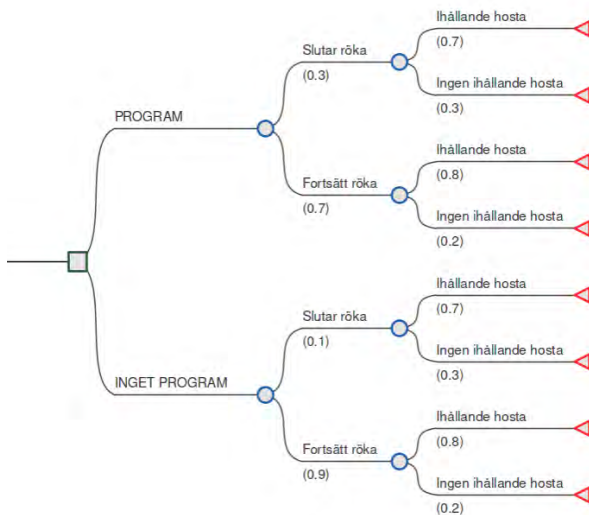 Ihållande hosta
(0.7)
Slutar röka
(0.3)
Ingen ihållande hosta
(0.3)
PROGRAM
Ihållande hosta
(0.8)
Fortsätt röka
(0.7)
Ingen ihållande hosta
(0.2)
Ihållande hosta
(0.7)
Slutar röka
(0.1)
Ingen ihållande hosta
(0.3)
INGET PROGRAM
Ihållande hosta
(0.8)
Fortsätt röka
(0.9)
Ingen ihållande hosta
(0.2)